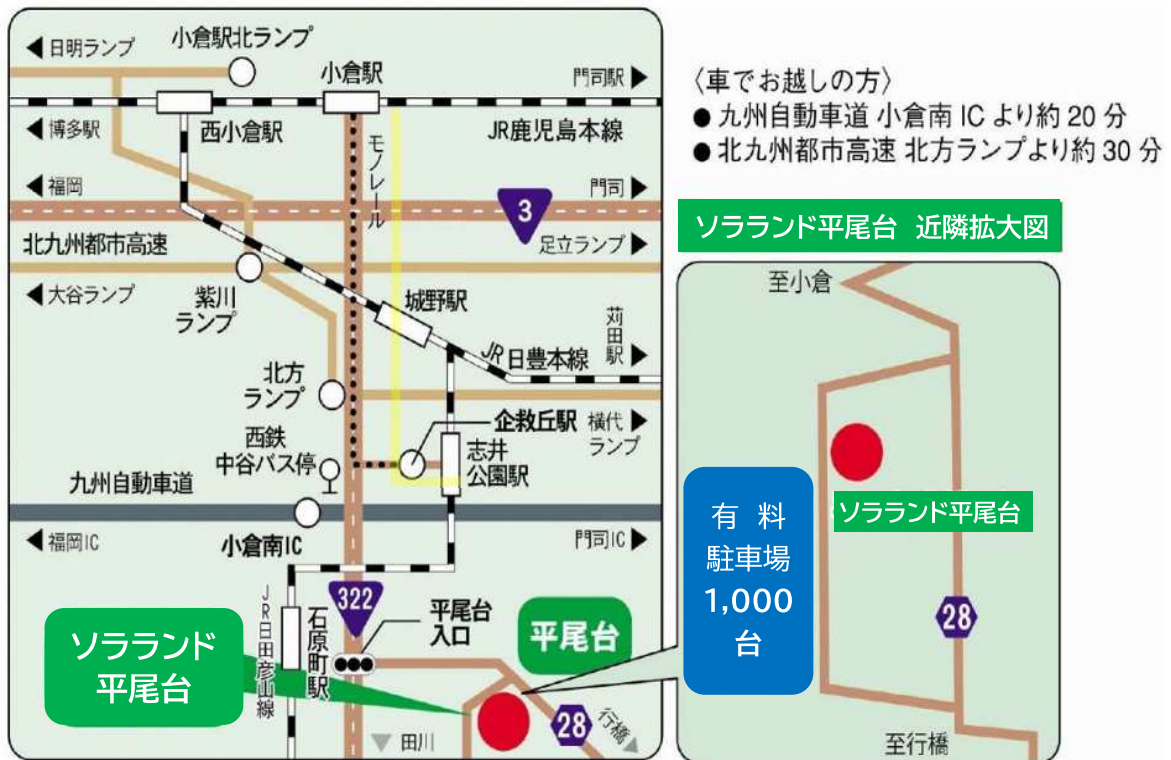 日明ランプ
小倉駅北ランプ
小倉駅
門司駅
西小倉駅
博多駅
JR鹿児島本線
モノレール
福岡
門司
3
北九州都市高速
足立ランプ
大谷ランプ
紫川
ランプ
城野駅
苅田駅
JR日豊本線
北方
ランプ
企救丘駅
横代
ランプ
西鉄
中谷バス停
志井
公園駅
九州自動車道
福岡IC
小倉南IC
門司IC
322
JR日田彦山線
石原町駅
平尾台
入口
平尾台
ソラランド
平尾台
28
行橋
田川
〈車でお越しの方〉
● 九州自動車道 小倉南 IC より約 20 分
● 北九州都市高速 北方ランプより約 30 分
ソラランド平尾台 近隣拡大図
至小倉
ソラランド平尾台
有 料
駐車場
1,000
台
28
至行橋